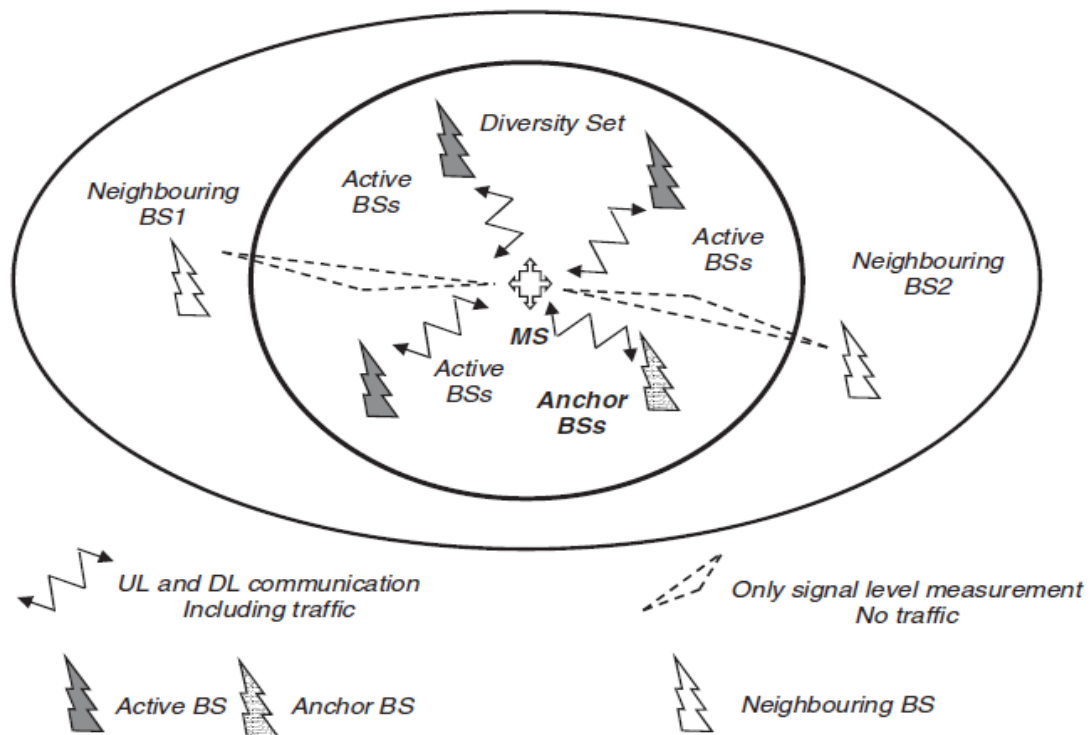 Diversity Set
Neighbouring
BS1
Active
BSs
Active
BSs
Neighbouring
BS2
MS
Active
BSs
Anchor
BSs
UL and DL communication
Including traffic
Only signal level measurement
No traffic
Active BS
Anchor BS
Neighbouring BS